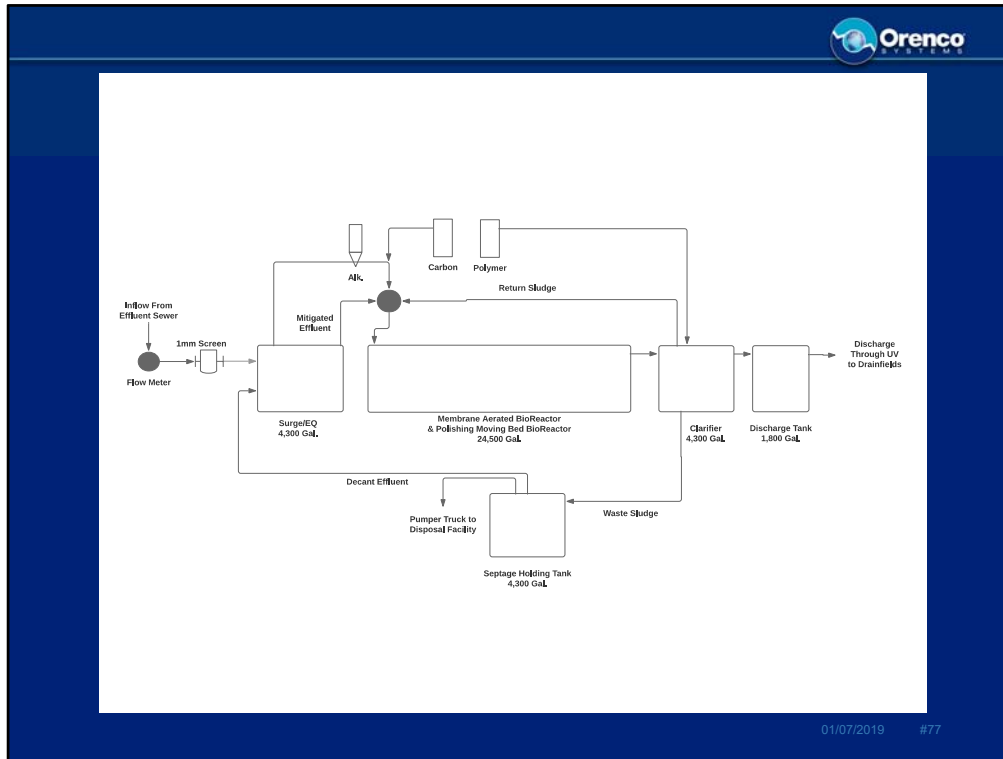 Orenco
SYSTEMS
Alk.
Carbon
Polymer
Return Sludge
Inflow From
Effluent Sewer
Mitigated
Effluent
1mm Screen
Flow Meter
Discharge
Through UV
to Drainfields
Surge/EQ
4,300 Gal.
Membrane Aerated BioReactor
& Polishing Moving Bed BioReactor
24,500 Gal.
Clarifier
4,300 Gal.
Discharge Tank
1,800 Gal.
Decant Effluent
Pumper Truck to
Disposal Facility
Waste Sludge
Septage Holding Tank
4,300 Gal.
01/07/2019 #77